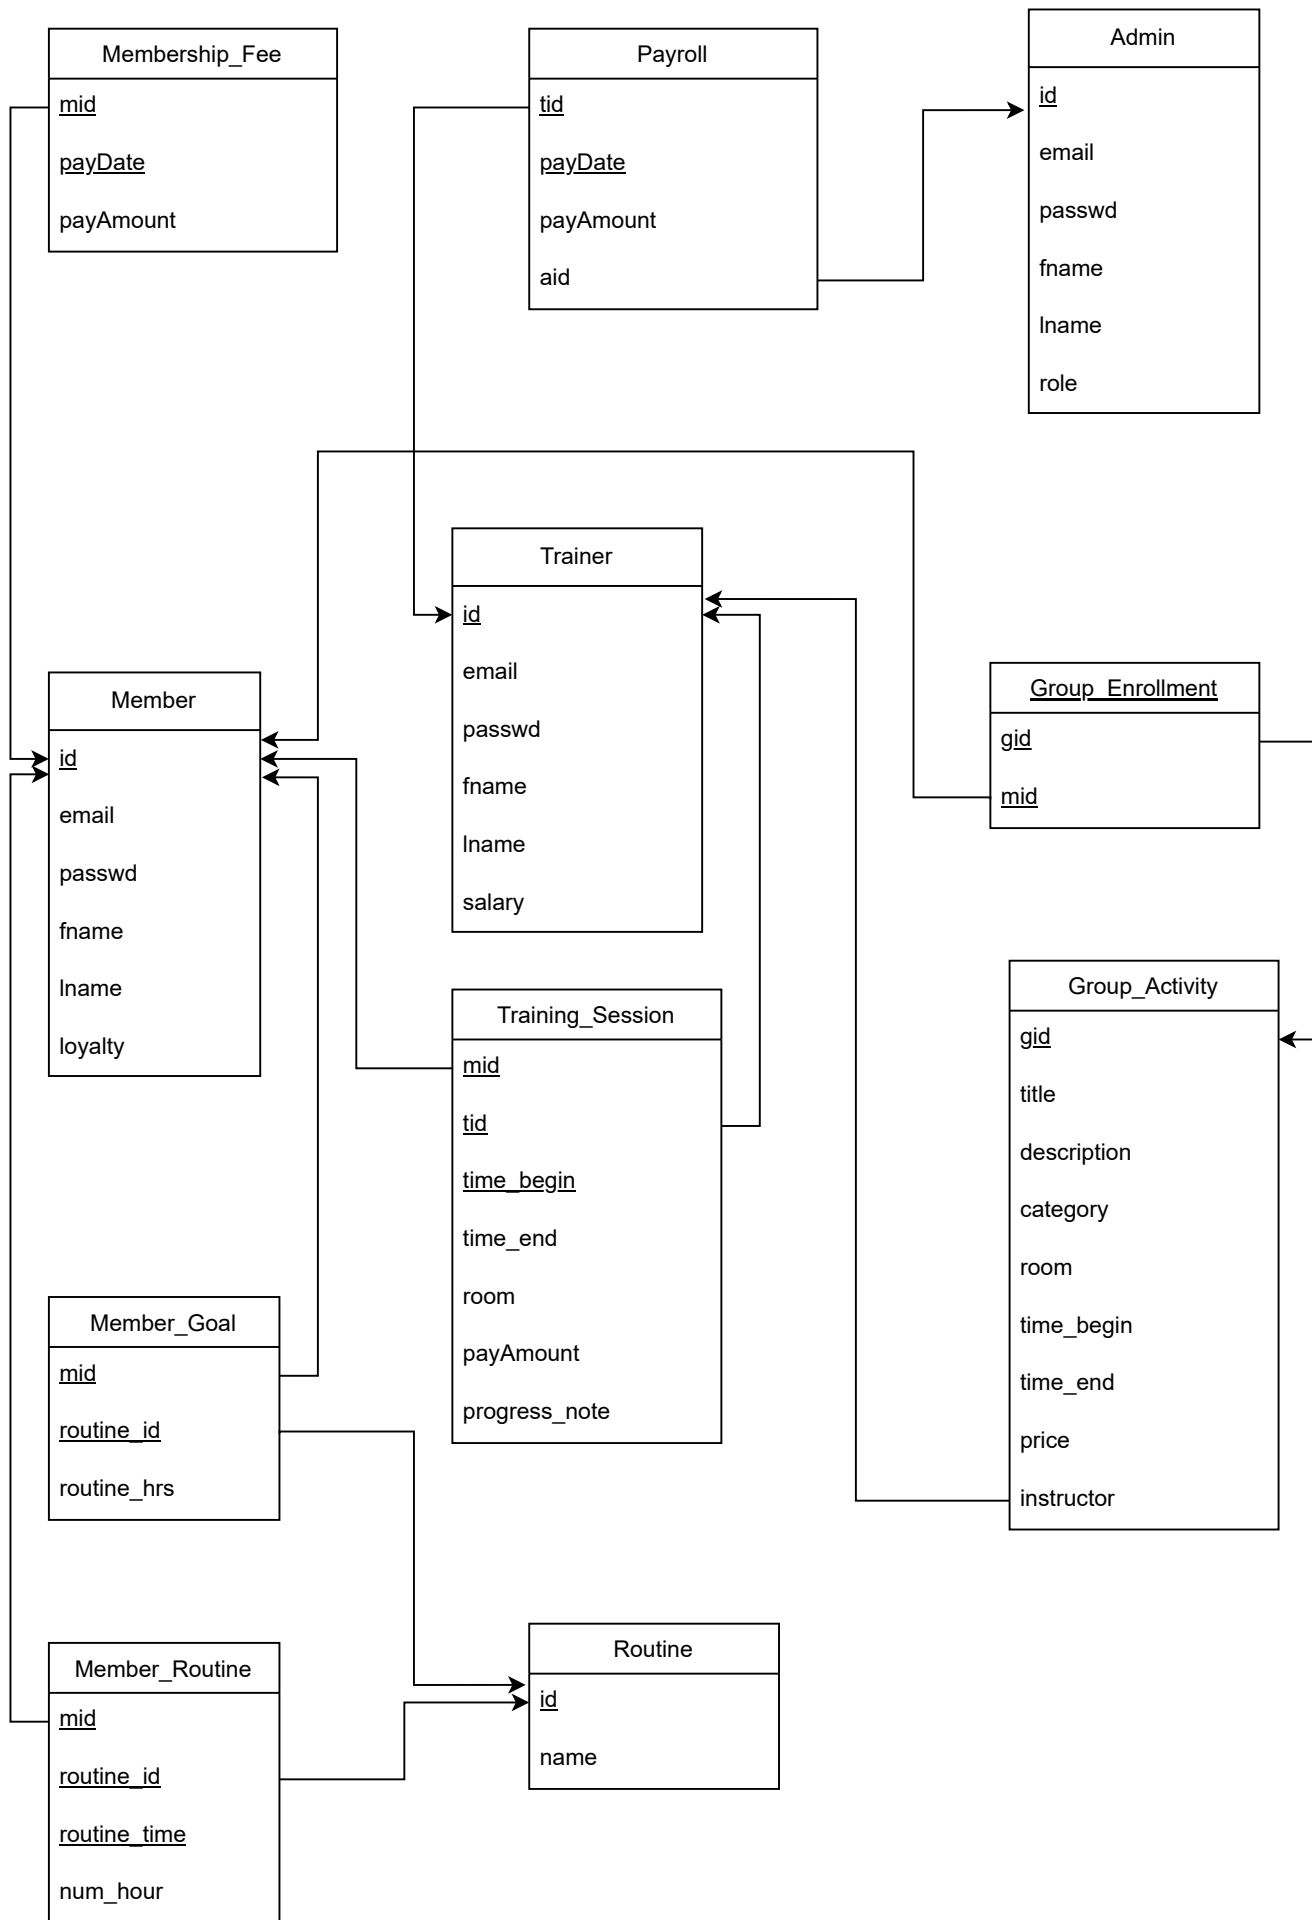 Membership_Fee
mid
payDate
payAmount
Payroll
tid
payDate
payAmount
aid
Admin
id
email
passwd
fname
lname
role
Trainer
id
email
passwd
fname
lname
salary
Member
id
email
passwd
fname
lname
loyalty
Group_Enrollment
gid
mid
Training_Session
mid
tid
time_begin
time_end
room
payAmount
progress_note
Group_Activity
gid
title
description
category
room
time_begin
time_end
price
instructor
Member_Goal
mid
routine_id
routine_hrs
Member_Routine
mid
routine_id
routine_time
num_hour
Routine
id
name